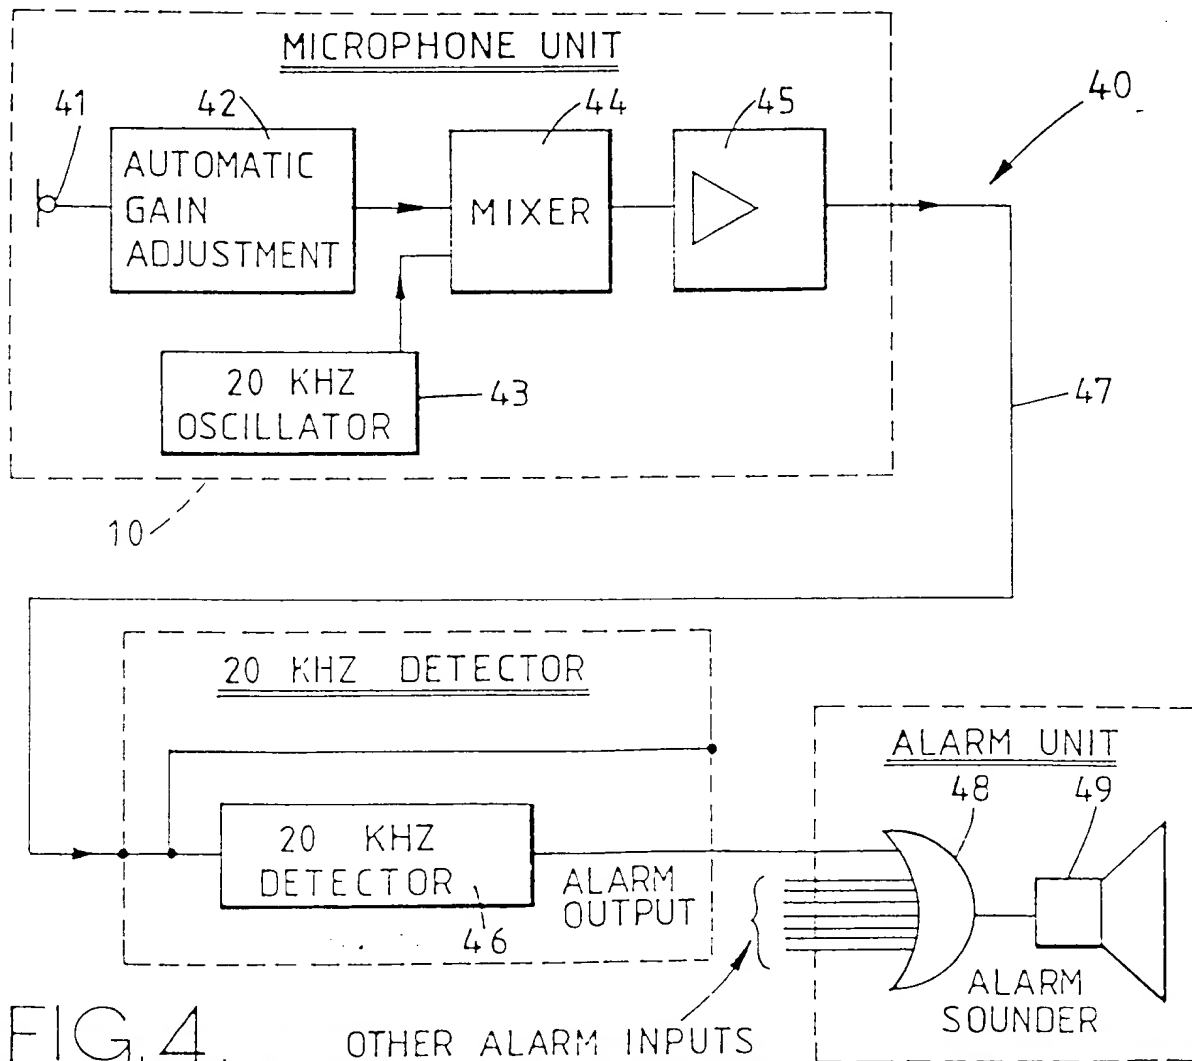 MICROPHONE UNIT
41
42
44
45
40
AUTOMATIC
GAIN
ADJUSTMENT
MIXER
20 KHZ
OSCILLATOR
43
47
10
20 KHZ DETECTOR
ALARM UNIT
48
49
20 KHZ
DETECTOR
46
ALARM
OUTPUT
ALARM
SOUNDER
OTHER ALARM INPUTS
FIG. 4.